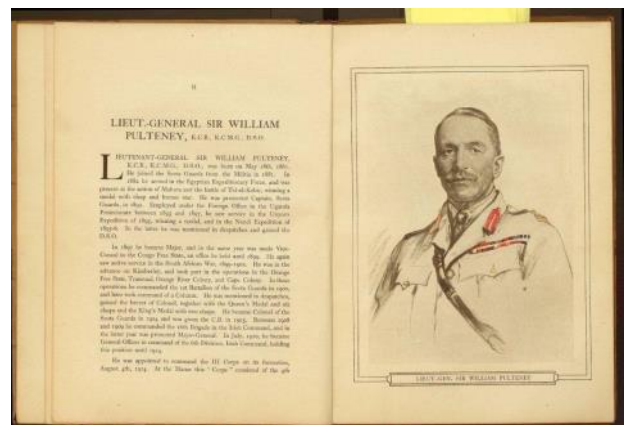 II
LIEUT.-GENERAL SIR WILLIAM
PULTENEY, K.C.B., K.C.M.G., D.S.O.
LIEUTENANT-GENERAL SIR WILLIAM PULTENEY,
K.C.B., K.C.M.G., D.S.O., was born on May 18th, 1861.
He joined the Scots Guards from the Militia in 1881. In
1882 he served in the Egyptian Expeditionary Force, and was
present at the action of Mahuta and the battle of Tel-el-Kebir, winning a
medal with clasp and bronze star. He was promoted Captain, Scots
Guards, in 1892. Employed under the Foreign Office in the Uganda
Protectorate between 1895 and 1897, he saw service in the Unyoro
Expedition of 1895, winning a medal, and in the Nandi Expedition of
1895-6. In the latter he was mentioned in despatches and gained the
D.S.O.
In 1897 he became Major, and in the same year was made Vice-
Consul in the Congo Free State, an office he held until 1899. He again
saw active service in the South African War, 1899-1902. He was in the
advance on Kimberley, and took part in the operations in the Orange
Free State, Transvaal, Orange River Colony, and Cape Colony. In these
operations he commanded the 1st Battalion of the Scots Guards in 1900,
and later took command of a Column. He was mentioned in despatches,
gained the brevet of Colonel, together with the Queen's Medal and six
clasps and the King's Medal with two clasps. He became Colonel of the
Scots Guards in 1904 and was given the C.B. in 1905. Between 1908
and 1909 he commanded the 16th Brigade in the Irish Command, and in
the latter year was promoted Major-General. In July, 1910, he became
General Officer in command of the 6th Division, Irish Command, holding
this position until 1914.
He was appointed to command the III Corps on its formation,
August 4th, 1914. At the Marne this "Corps" consisted of the 4th
LIEUT.-GEN. SIR WILLIAM PULTENEY